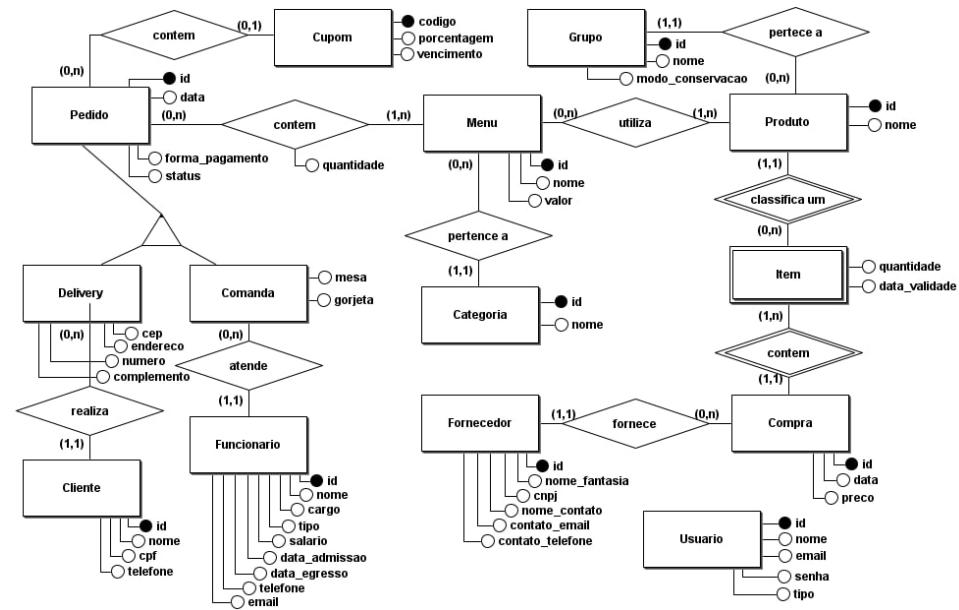 contem
(0,1)
Cupom
codigo
porcentagem
vencimento
Grupo
(1,1)
id
nome
modo_conservacao
pertece a
(0,n)
(0,n)
id
data
Pedido
(0,n)
forma_pagamento
status
contem
quantidade
(1,n)
Menu
(0,n)
utiliza
(1,n)
Produto
id
nome
(0,n)
id
nome
valor
(1,1)
classifica um
(0,n)
pertence a
(1,1)
Categoria
id
nome
Item
quantidade
data_validade
(1,n)
contem
(1,1)
Delivery
(0,n)
cep
endereco
numero
complemento
Comanda
mesa
gorjeta
(0,n)
atende
(1,1)
realiza
(1,1)
Cliente
id
nome
cpf
telefone
Funcionario
id
nome
cargo
tipo
salario
data_admissao
data_egresso
telefone
email
Fornecedor
(1,1)
fornece
(0,n)
Compra
id
nome_fantasia
cnpj
nome_contato
contato_email
contato_telefone
id
data
preco
Usuario
id
nome
email
senha
tipo